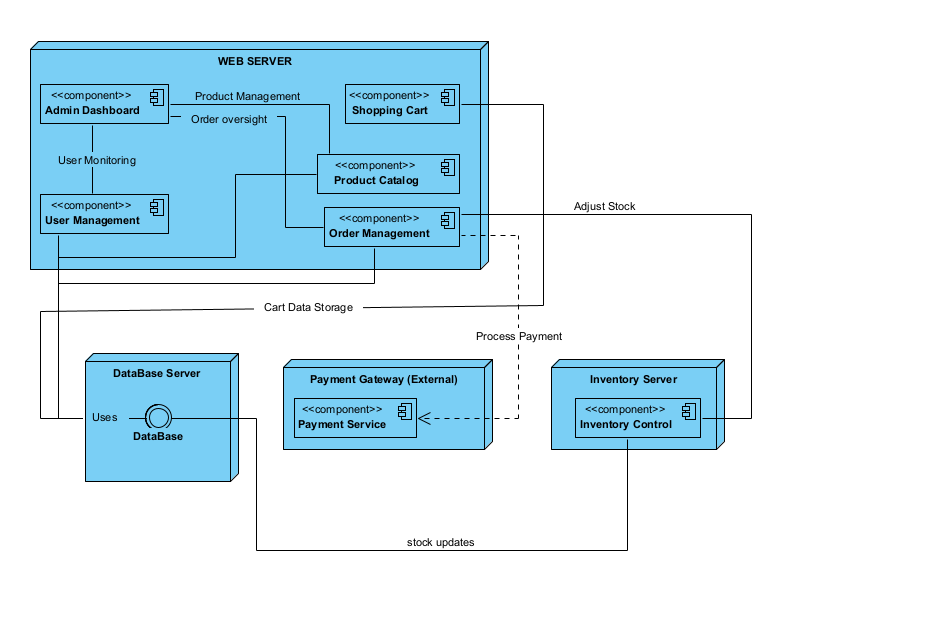 WEB SERVER
<<component>>
Admin Dashboard
Product Management
Order oversight
<<component>>
Shopping Cart
User Monitoring
<<component>>
Product Catalog
<<component>>
User Management
<<component>>
Order Management
Adjust Stock
Cart Data Storage
Process Payment
DataBase Server
Uses
DataBase
Payment Gateway (External)
<<component>>
Payment Service
Inventory Server
<<component>>
Inventory Control
stock updates